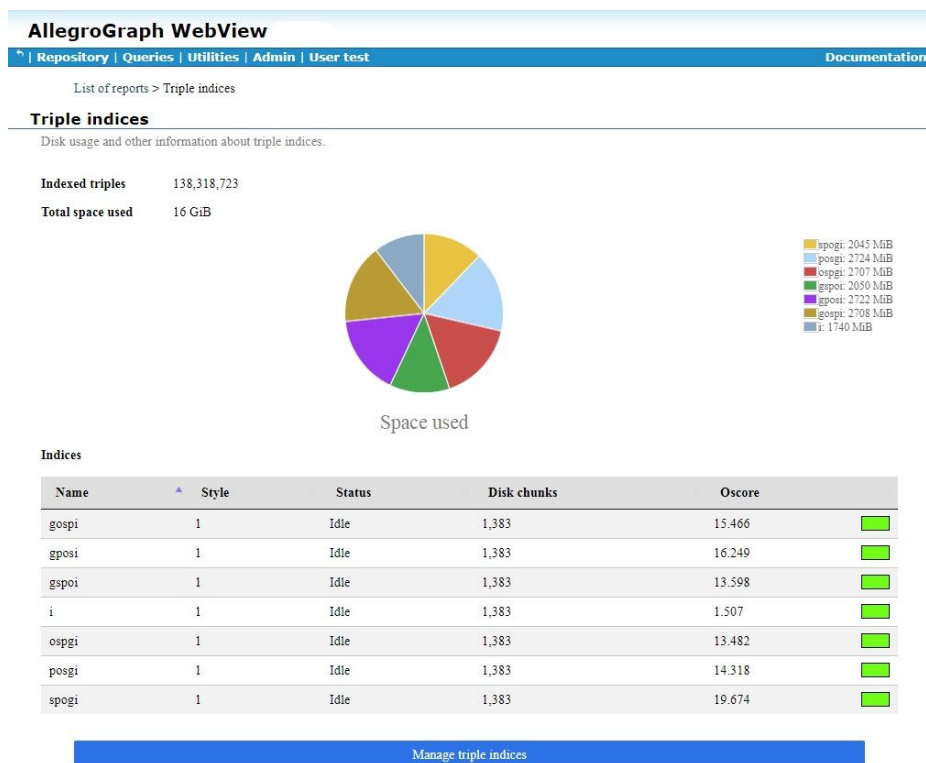 AllegroGraph WebView
| Repository | Queries | Utilities | Admin | User test Documentation
List of reports > Triple indices
Triple indices
Disk usage and other information about triple indices.
Indexed triples 138,318,723
Total space used 16 GiB
spogi: 2045 MiB
posgi: 2724 MiB
ospgi: 2707 MiB
gspoi: 2050 MiB
gposi: 2722 MiB
gospi: 2708 MiB
i: 1740 MiB
Space used
Indices
Name Style Status Disk chunks Oscore
gospi 1 Idle 1,383 15.466
gposi 1 Idle 1,383 16.249
gspoi 1 Idle 1,383 13.598
i 1 Idle 1,383 1.507
ospgi 1 Idle 1,383 13.482
posgi 1 Idle 1,383 14.318
spogi 1 Idle 1,383 19.674
Manage triple indices